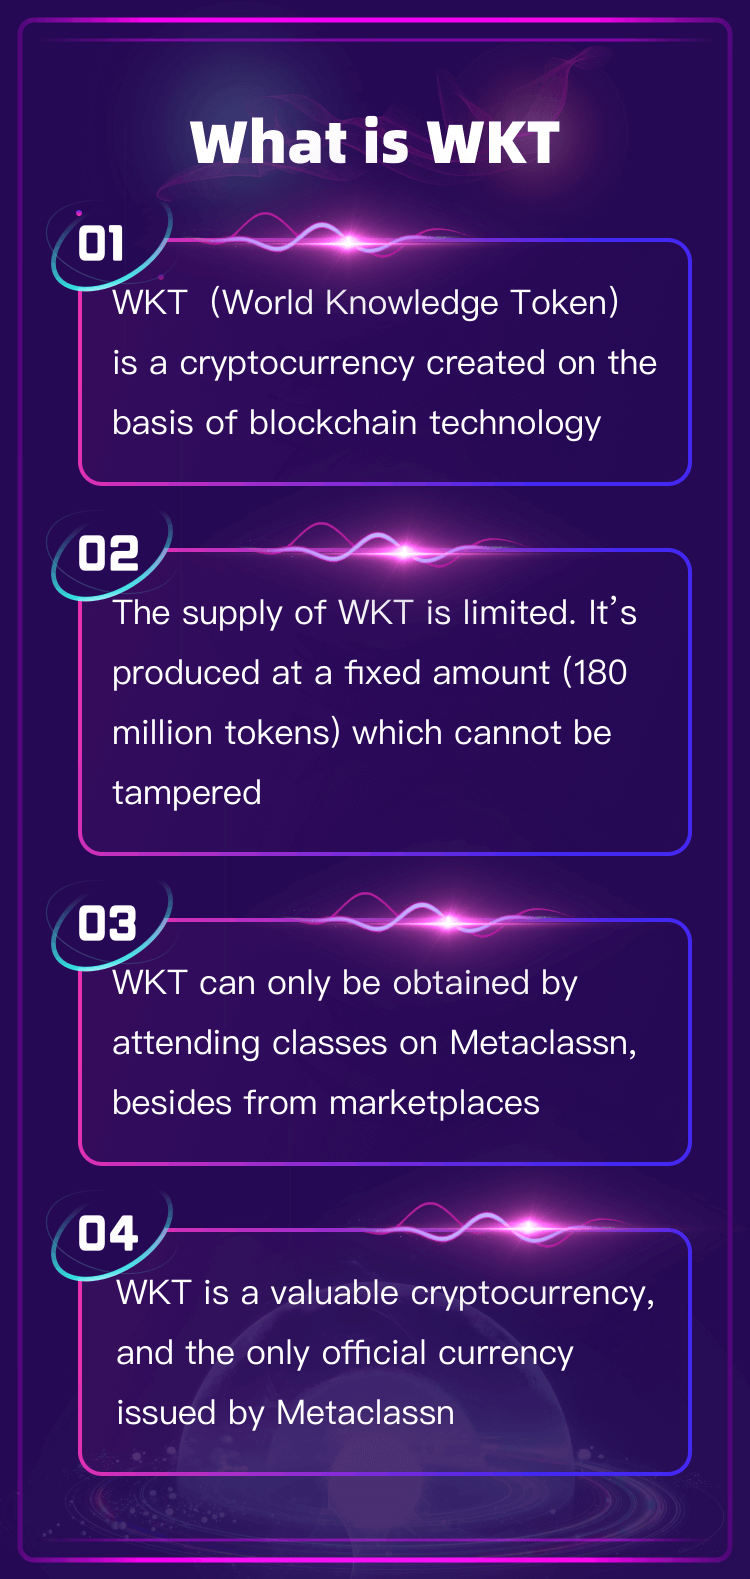 What is WKT
01
WKT（World Knowledge Token)
is a cryptocurrency created on the
basis of blockchain technology
02
The supply of WKT is limited. It’s
produced at a fixed amount (180
million tokens) which cannot be
tampered
03
WKT can only be obtained by
attending classes on Metaclassn,
besides from marketplaces
04
WKT is a valuable cryptocurrency,
and the only official currency
issued by Metaclassn